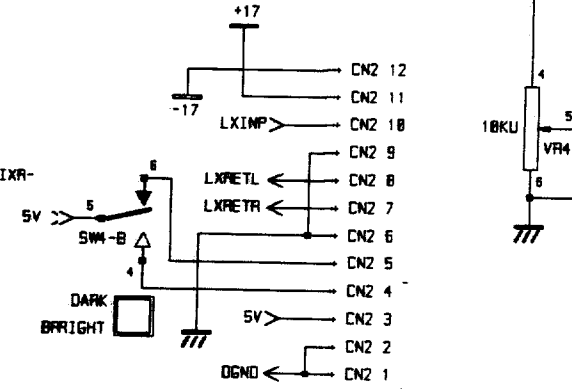 +17
CN2 12
CN2 11
-17
LXINP CN2 10
CN2 9
LXRETL CN2 8
LXRETR CN2 7
CN2 6
CN2 5
CN2 4
5V CN2 3
CN2 2
DGND CN2 1
IXR-
6
5V 5
SW4-B
4
DARK
BRRIGHT
4
10KU 5
VR4
6